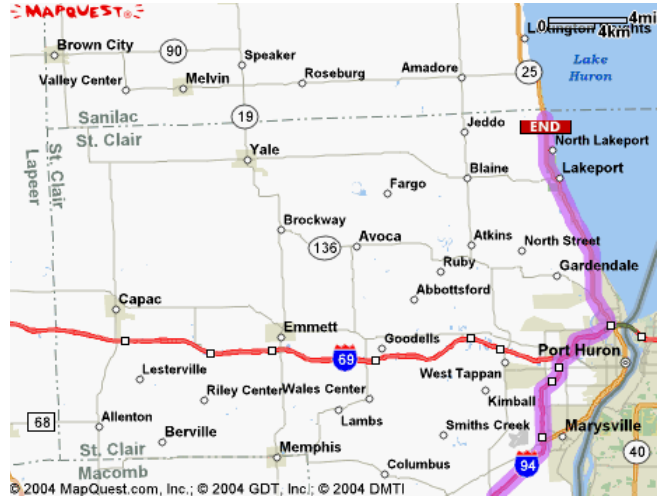 MAPQUEST®
0 4mi
4km
Lexington Heights
Brown City
90
Speaker
Lake
Huron
Valley Center
Melvin
Roseburg
Amadore
25
Sanilac
St. Clair
19
Jeddo
END
North Lakeport
Lapeer
St. Clair
Yale
Blaine
Lakeport
Fargo
Brockway
136
Avoca
Atkins
North Street
Ruby
Gardendale
Abbottsford
Capac
Emmett
Goodells
69
Port Huron
West Tappan
Lesterville
Riley Center
Wales Center
Kimball
68
Allenton
Lambs
Berville
Smiths Creek
Marysville
St. Clair
Macomb
Memphis
94
40
Columbus
© 2004 MapQuest.com, Inc.; © 2004 GDT, Inc.; © 2004 DMTI